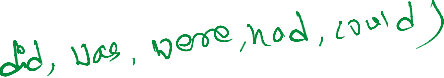 did, was, were, had, could)